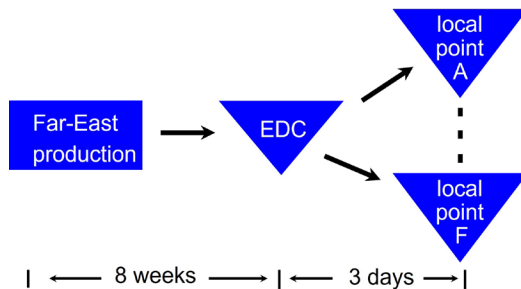 Far-East
production
EDC
local
point
A
local
point
F
8 weeks
3 days